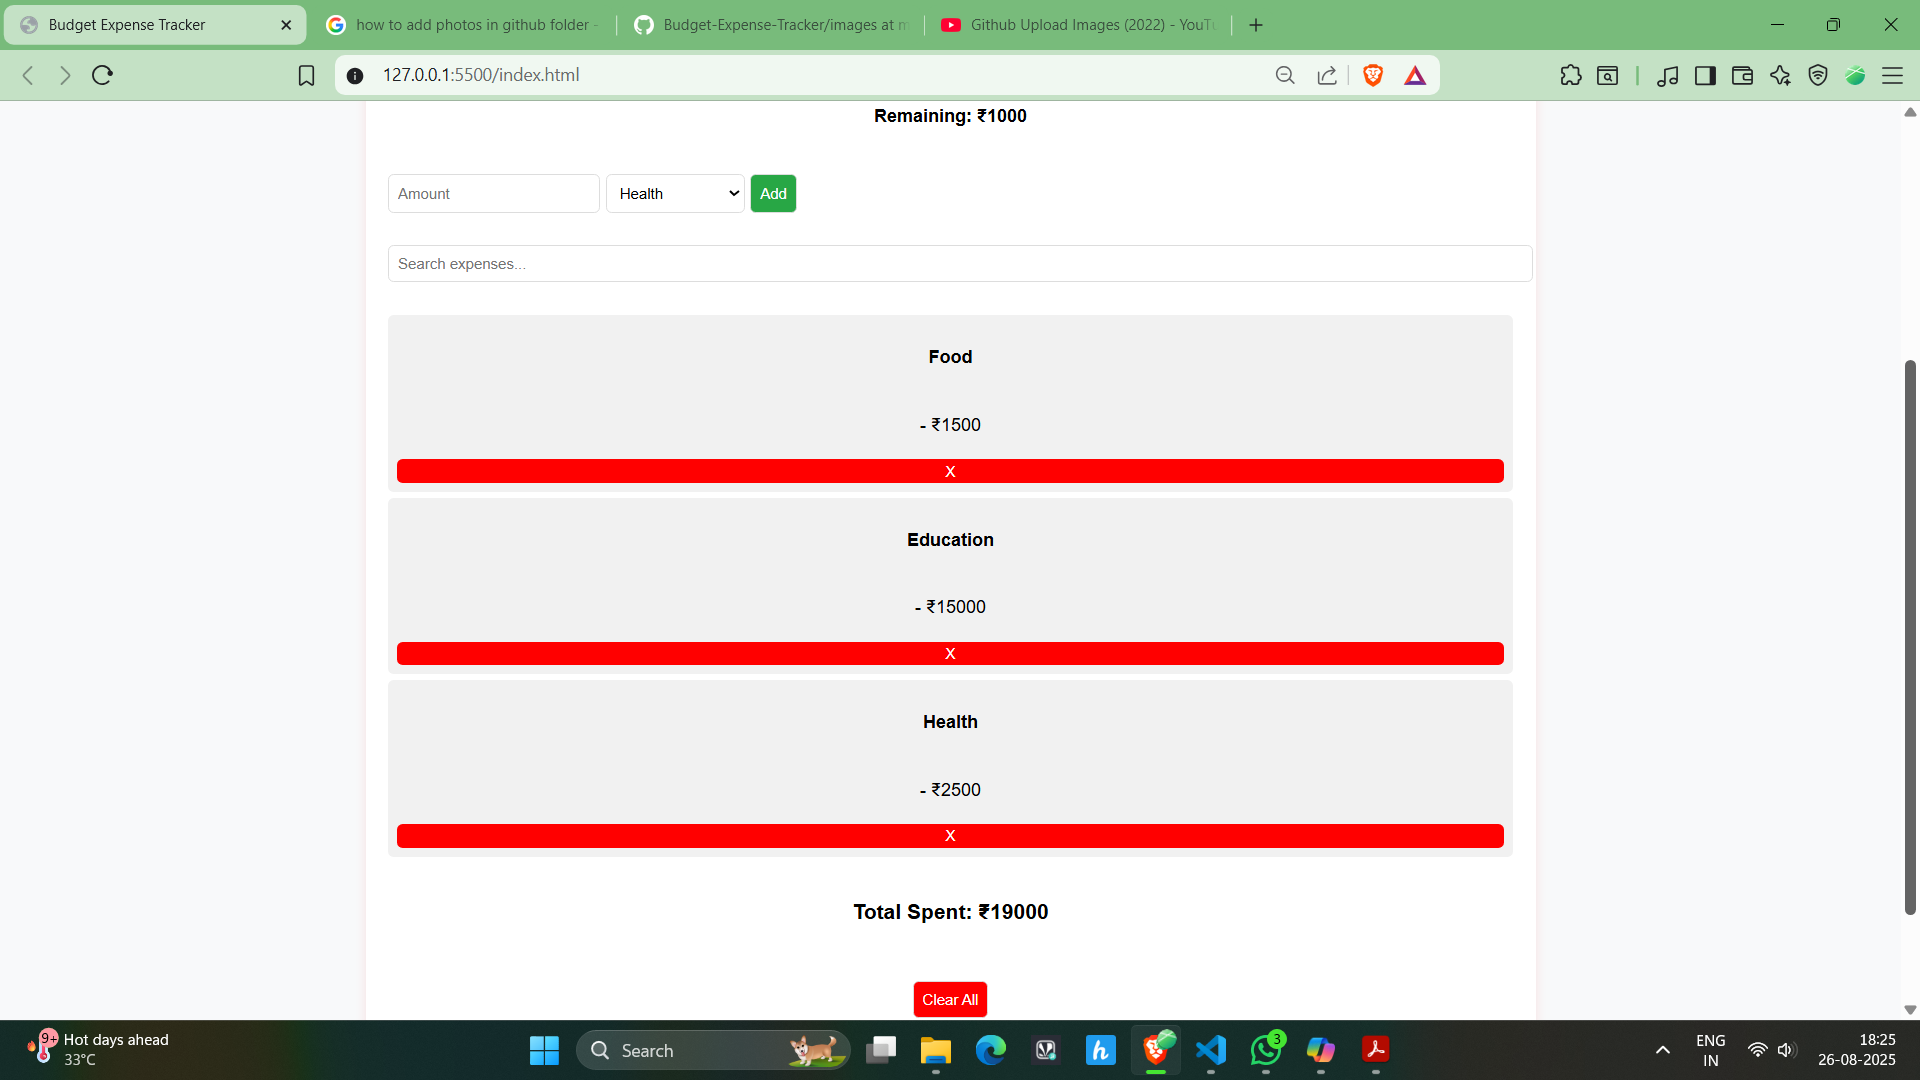 Budget Expense Tracker
how to add photos in github folder -
Budget-Expense-Tracker/images at m
Github Upload Images (2022) - YouTu
127.0.0.1:5500/index.html
Remaining: ₹1000
Amount
Health
Add
Search expenses...
Food
- ₹1500
X
Education
- ₹15000
X
Health
- ₹2500
X
Total Spent: ₹19000
Clear All
9+
Hot days ahead
33°C
Search
h
3
ENG
IN
18:25
26-08-2025